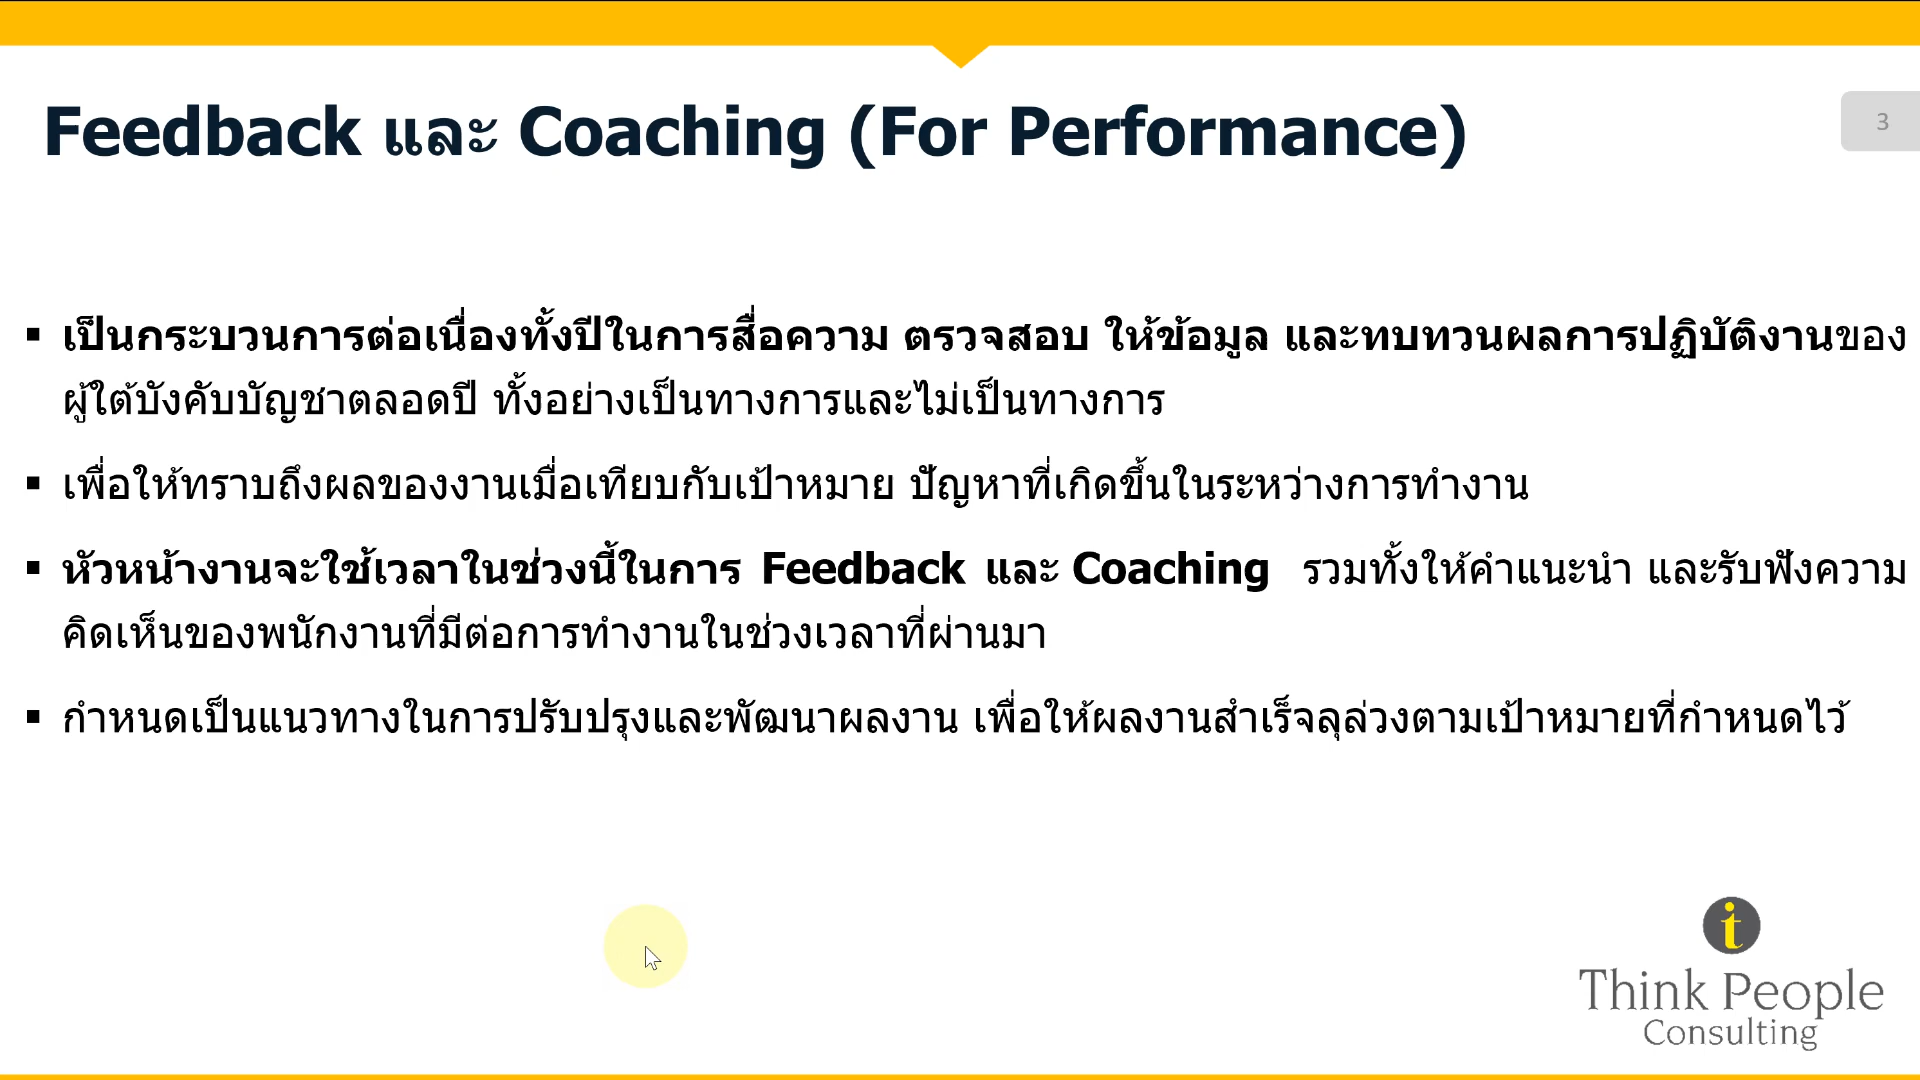 Feedback และ Coaching (For Performance)
3
▪ เป็นกระบวนการต่อเนื่องทั้งปีในการสื่อความ ตรวจสอบ ให้ข้อมูล และทบทวนผลการปฏิบัติงานของ
ผู้ใต้บังคับบัญชาตลอดปี ทั้งอย่างเป็นทางการและไม่เป็นทางการ
▪ เพื่อให้ทราบถึงผลของงานเมื่อเทียบกับเป้าหมาย ปัญหาที่เกิดขึ้นในระหว่างการทำงาน
▪ หัวหน้างานจะใช้เวลาในช่วงนี้ในการ Feedback และ Coaching รวมทั้งให้คำแนะนำ และรับฟังความ
คิดเห็นของพนักงานที่มีต่อการทำงานในช่วงเวลาที่ผ่านมา
▪ กำหนดเป็นแนวทางในการปรับปรุงและพัฒนาผลงาน เพื่อให้ผลงานสำเร็จลุล่วงตามเป้าหมายที่กำหนดไว้
i
Think People
Consulting